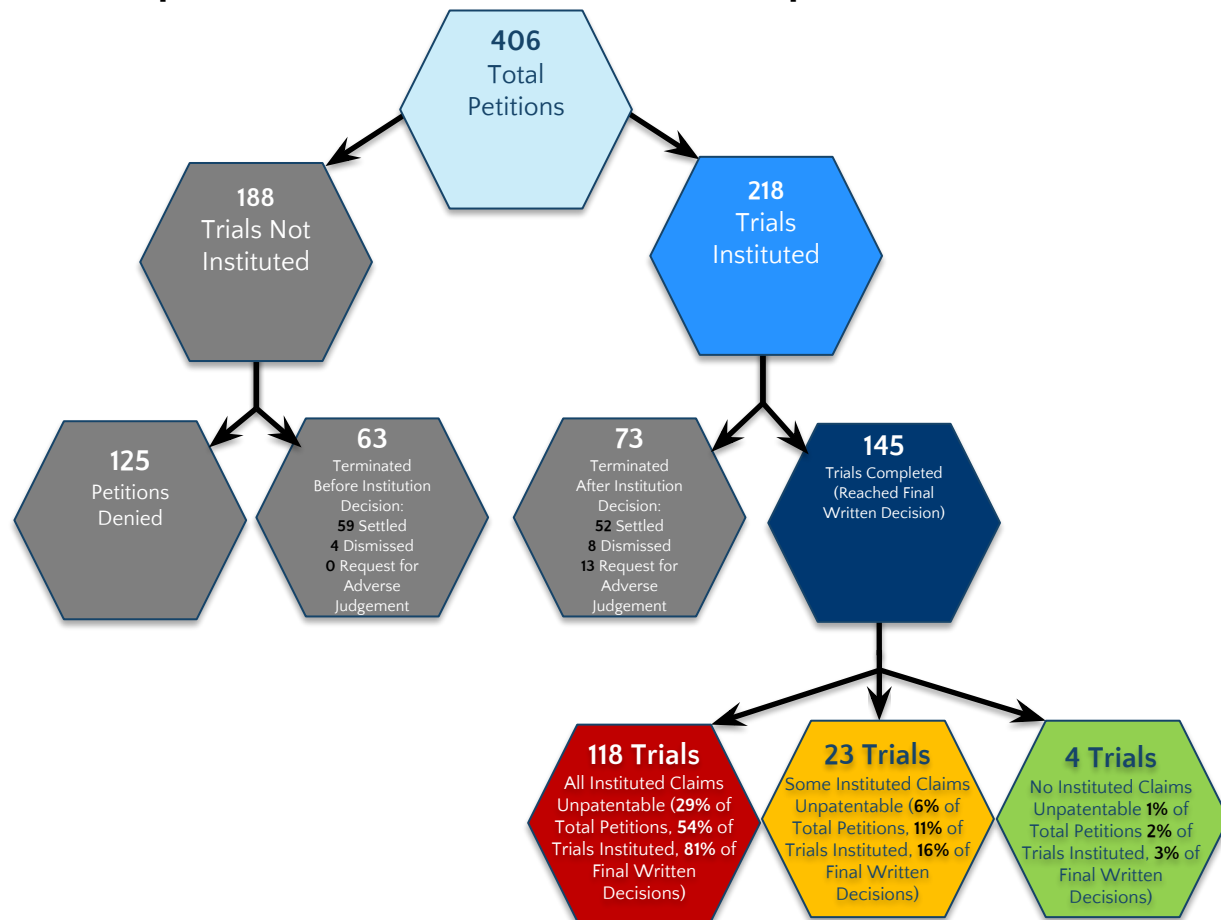 406
Total
Petitions
188
Trials Not
Instituted
218
Trials
Instituted
125
Petitions
Denied
63
Terminated
Before Institution
Decision:
59 Settled
4 Dismissed
0 Request for
Adverse
Judgement
73
Terminated
After Institution
Decision:
52 Settled
8 Dismissed
13 Request for
Adverse
Judgement
145
Trials Completed
(Reached Final
Written Decision)
118 Trials
All Instituted Claims
Unpatentable (29% of
Total Petitions, 54% of
Trials Instituted, 81% of
Final Written
Decisions)
23 Trials
Some Instituted Claims
Unpatentable (6% of
Total Petitions, 11% of
Trials Instituted, 16% of
Final Written
Decisions)
4 Trials
No Instituted Claims
Unpatentable 1% of
Total Petitions 2% of
Trials Instituted, 3% of
Final Written
Decisions)